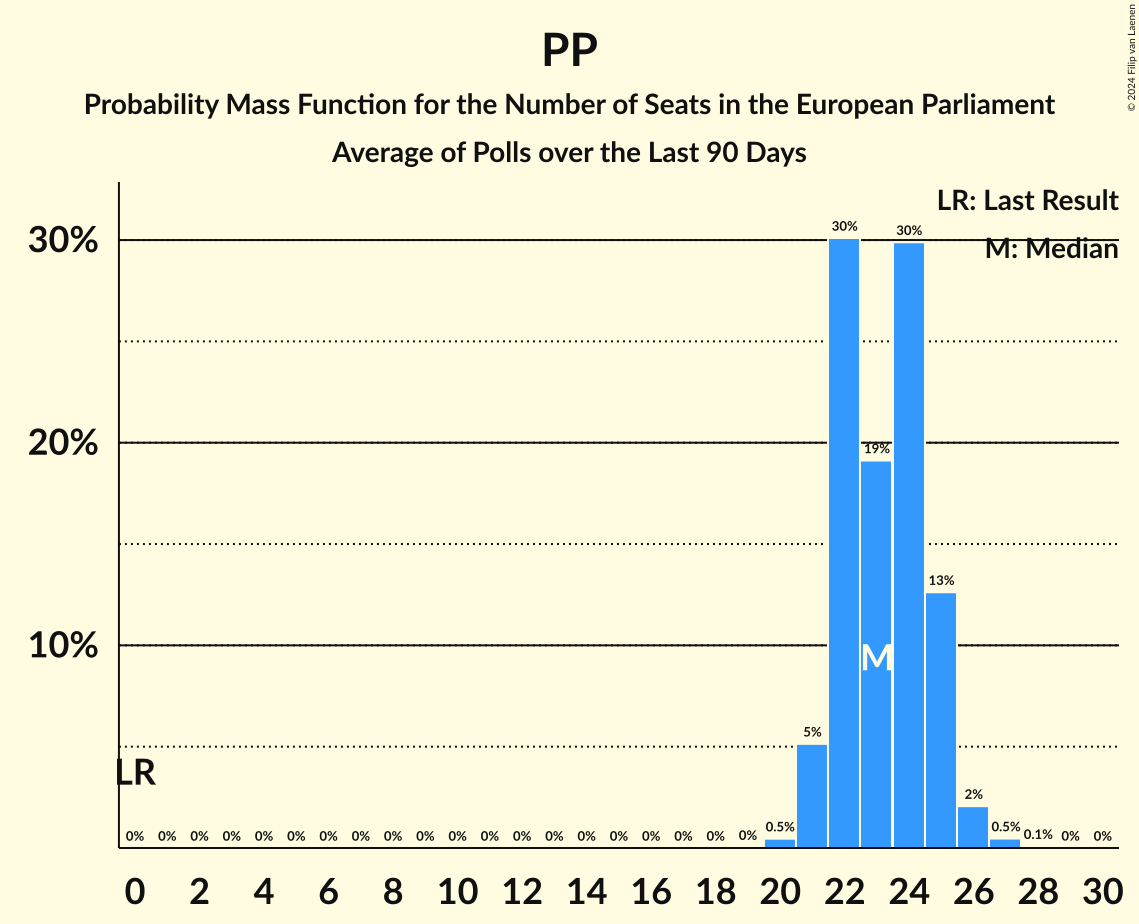 PP
Probability Mass Function for the Number of Seats in the European Parliament
Average of Polls over the Last 90 Days
© 2024 Filip van Laenen
LR: Last Result
M: Median
30%
20%
10%
30%
19%
30%
13%
5%
2%
M
LR
0% 0% 0% 0% 0% 0% 0% 0% 0% 0% 0% 0% 0% 0% 0% 0% 0% 0% 0% 0% 0.5% 0.5% 0.1% 0% 0%
0 2 4 6 8 10 12 14 16 18 20 22 24 26 28 30